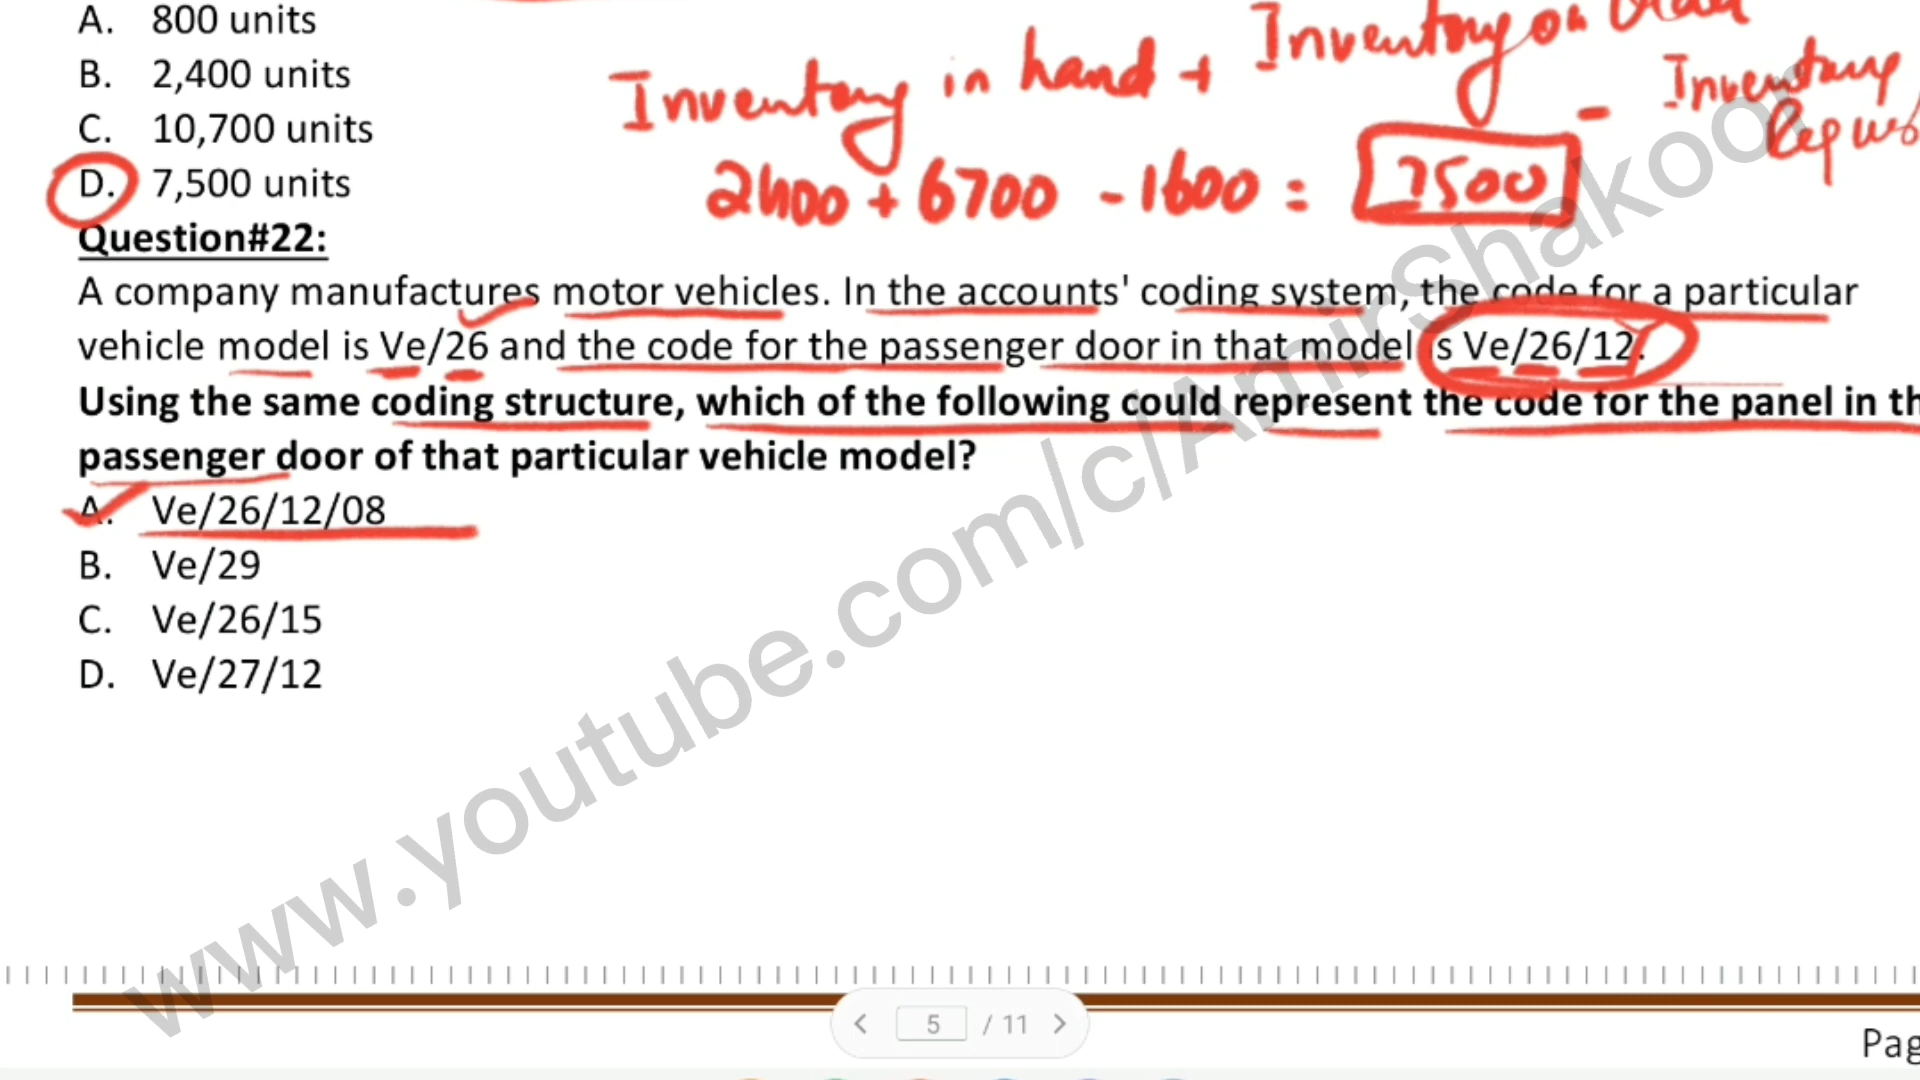 A. 800 units
B. 2,400 units
C. 10,700 units
D. 7,500 units
Inventory in hand + Inventory on - Inventory
2400 + 6700 - 1600 = 7500
Question#22:
A company manufactures motor vehicles. In the accounts' coding system, the code for a particular
vehicle model is Ve/26 and the code for the passenger door in that model is Ve/26/12.
Using the same coding structure, which of the following could represent the code for the panel in th
passenger door of that particular vehicle model?
A. Ve/26/12/08
B. Ve/29
C. Ve/26/15
D. Ve/27/12
www.youtube.com/c/AmirShakoor
5 / 11
Pag